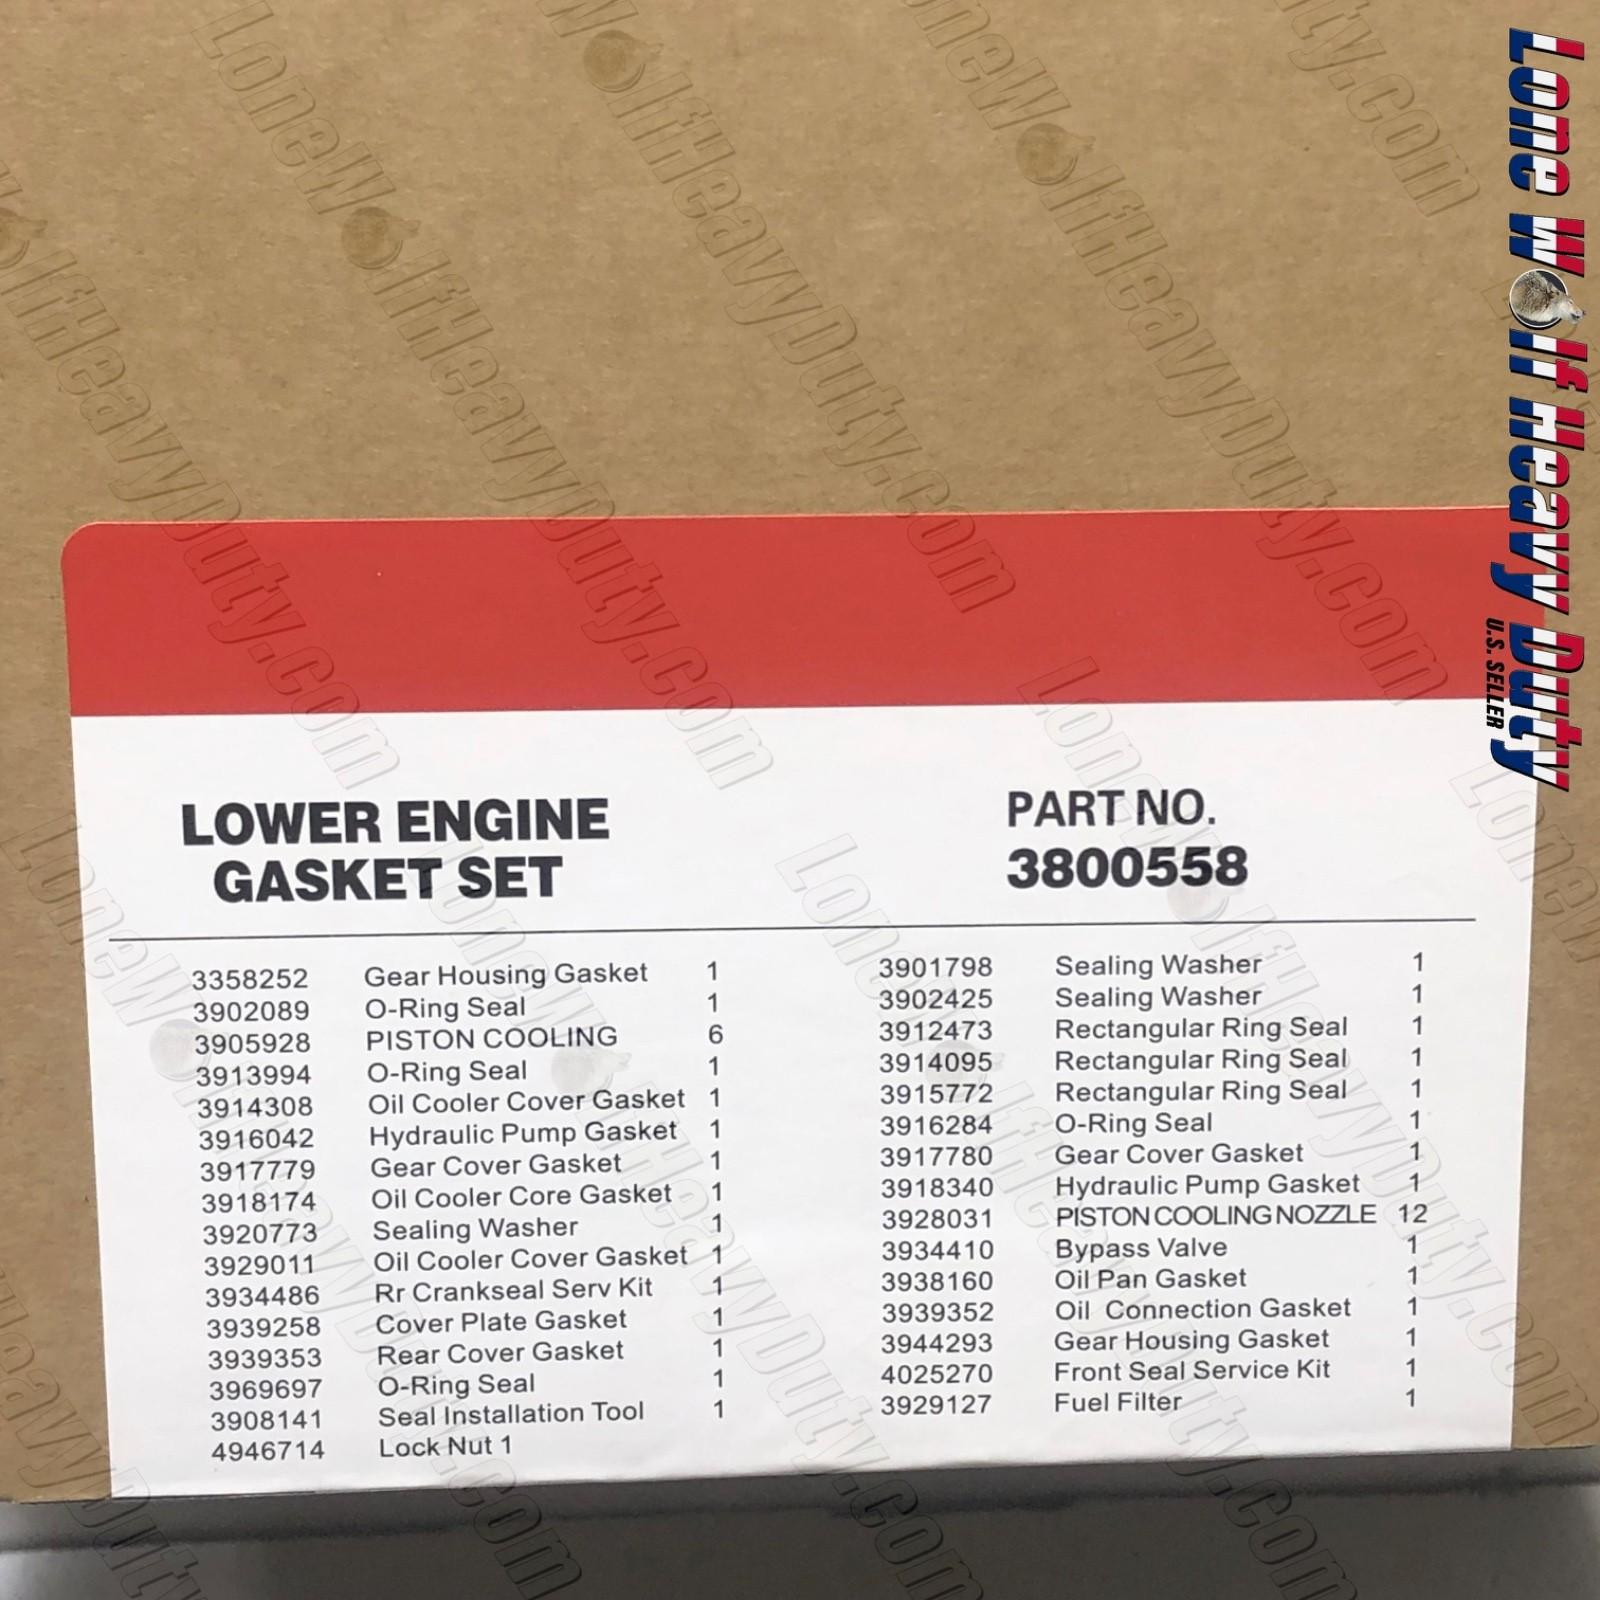 Lone Wolf Heavy Duty
U.S. SELLER
LOWER ENGINE
GASKET SET
PART NO.
3800558
3358252 Gear Housing Gasket 1
3902089 O-Ring Seal 1
3905928 PISTON COOLING 6
3913994 O-Ring Seal 1
3914308 Oil Cooler Cover Gasket 1
3916042 Hydraulic Pump Gasket 1
3917779 Gear Cover Gasket 1
3918174 Oil Cooler Core Gasket 1
3920773 Sealing Washer 1
3929011 Oil Cooler Cover Gasket 1
3934486 Rr Crankseal Serv Kit 1
3939258 Cover Plate Gasket 1
3939353 Rear Cover Gasket 1
3969697 O-Ring Seal 1
3908141 Seal Installation Tool 1
4946714 Lock Nut 1
3901798 Sealing Washer 1
3902425 Sealing Washer 1
3912473 Rectangular Ring Seal 1
3914095 Rectangular Ring Seal 1
3915772 Rectangular Ring Seal 1
3916284 O-Ring Seal 1
3917780 Gear Cover Gasket 1
3918340 Hydraulic Pump Gasket 1
3928031 PISTON COOLING NOZZLE 12
3934410 Bypass Valve 1
3938160 Oil Pan Gasket 1
3939352 Oil Connection Gasket 1
3944293 Gear Housing Gasket 1
4025270 Front Seal Service Kit 1
3929127 Fuel Filter 1
LoneWolfHeavyDuty.com
LoneWolfHeavyDuty.com
LoneWolfHeavyDuty.com
LoneWolfHeavyDuty.com